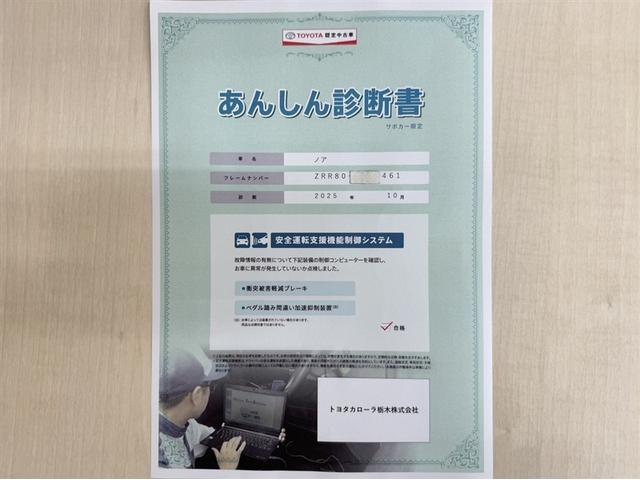 TOYOTA 認定中古車
あんしん診断書
サポカー限定
車名 ノア
フレームナンバー ZRR80 461
診断 2025 年 10 月
安全運転支援機能制御システム
故障情報の有無について下記装備の制御コンピューターを確認し、
お車に異常が発生していないか点検しました。
●衝突被害軽減ブレーキ
●ペダル踏み間違い加速抑制装置(※)
合格
トヨタカローラ栃木株式会社